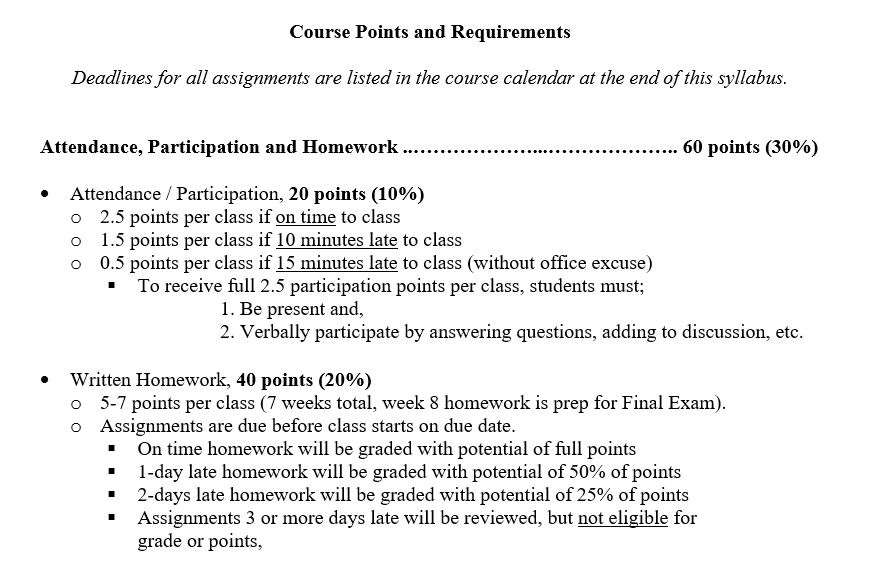 Course Points and Requirements
Deadlines for all assignments are listed in the course calendar at the end of this syllabus.
Attendance, Participation and Homework ................................................. 60 points (30%)
• Attendance / Participation, 20 points (10%)
o 2.5 points per class if on time to class
o 1.5 points per class if 10 minutes late to class
o 0.5 points per class if 15 minutes late to class (without office excuse)
▪ To receive full 2.5 participation points per class, students must;
1. Be present and,
2. Verbally participate by answering questions, adding to discussion, etc.
• Written Homework, 40 points (20%)
o 5-7 points per class (7 weeks total, week 8 homework is prep for Final Exam).
o Assignments are due before class starts on due date.
▪ On time homework will be graded with potential of full points
▪ 1-day late homework will be graded with potential of 50% of points
▪ 2-days late homework will be graded with potential of 25% of points
▪ Assignments 3 or more days late will be reviewed, but not eligible for
grade or points,